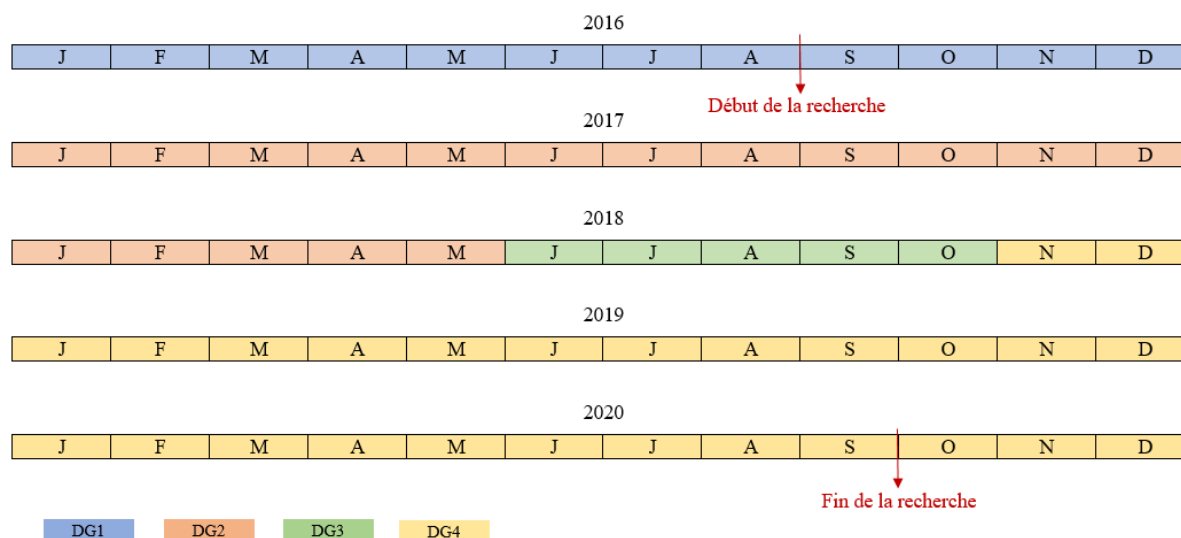 2016
J F M A M J J A S O N D
Début de la recherche
2017
J F M A M J J A S O N D
2018
J F M A M J J A S O N D
2019
J F M A M J J A S O N D
2020
J F M A M J J A S O N D
Fin de la recherche
DG1 DG2 DG3 DG4